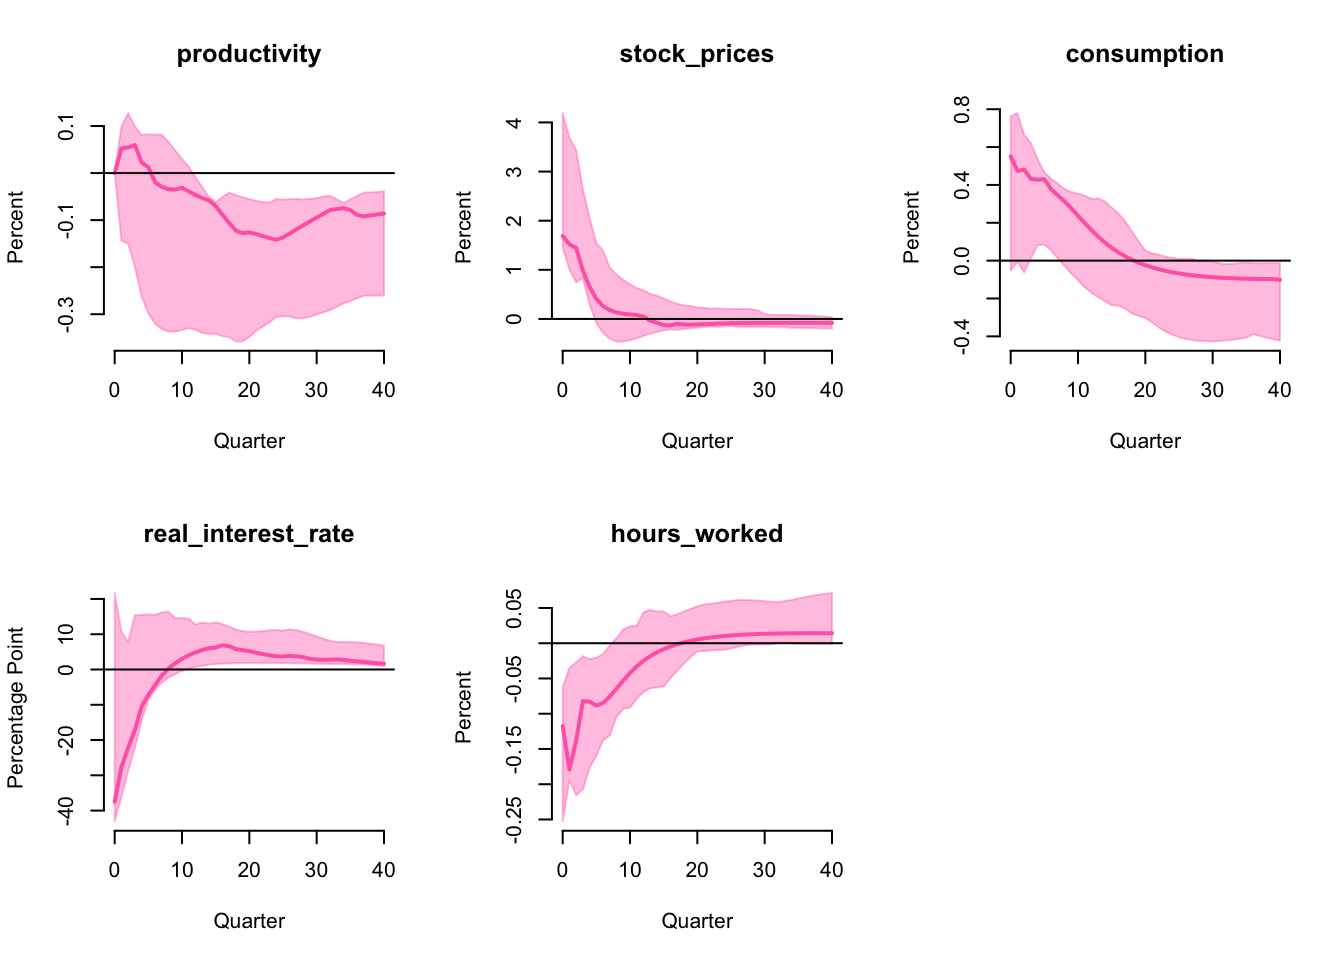 productivity
Percent
0.1
-0.1
-0.3
0 10 20 30 40
Quarter
stock_prices
Percent
4
3
2
1
0
0 10 20 30 40
Quarter
consumption
Percent
0.8
0.4
0.0
-0.4
0 10 20 30 40
Quarter
real_interest_rate
Percentage Point
10
0
-20
-40
0 10 20 30 40
Quarter
hours_worked
Percent
0.05
-0.05
-0.15
-0.25
0 10 20 30 40
Quarter